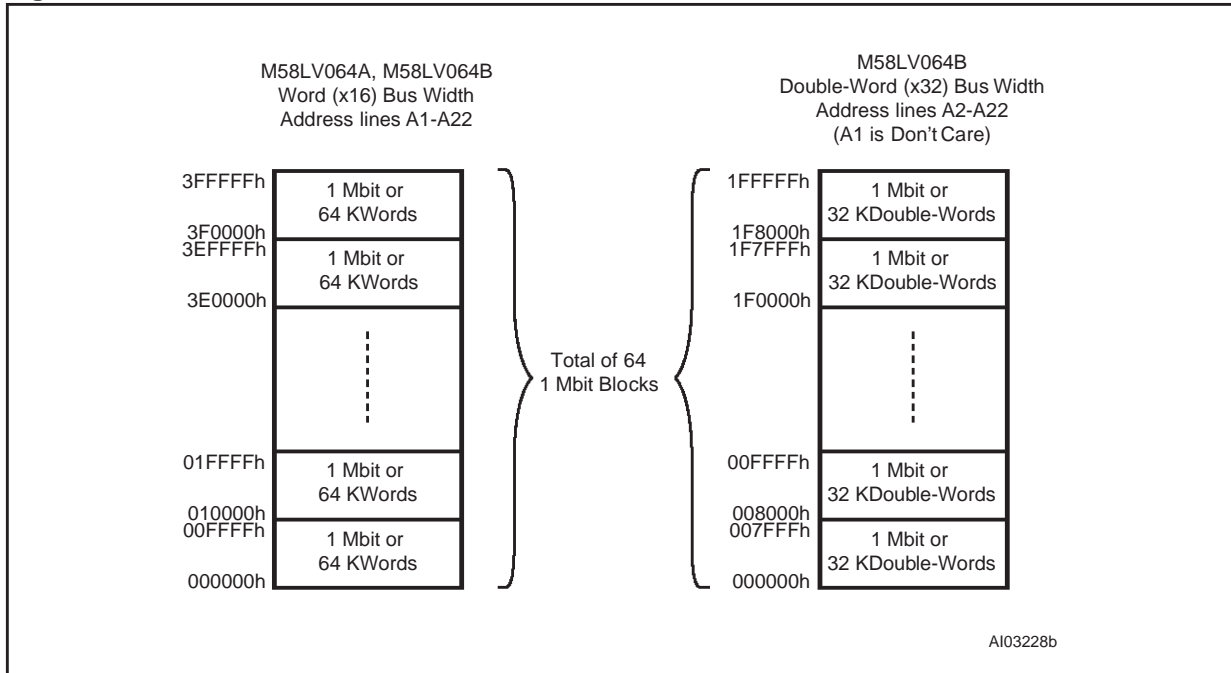 M58LV064A, M58LV064B
Word (x16) Bus Width
Address lines A1-A22
3FFFFFh
1 Mbit or
64 KWords
3F0000h
3EFFFFh
1 Mbit or
64 KWords
3E0000h
01FFFFh
1 Mbit or
64 KWords
010000h
00FFFFh
1 Mbit or
64 KWords
000000h
Total of 64
1 Mbit Blocks
M58LV064B
Double-Word (x32) Bus Width
Address lines A2-A22
(A1 is Don't Care)
1FFFFFh
1 Mbit or
32 KDouble-Words
1F8000h
1F7FFFh
1 Mbit or
32 KDouble-Words
1F0000h
00FFFFh
1 Mbit or
32 KDouble-Words
008000h
007FFFh
1 Mbit or
32 KDouble-Words
000000h
AI03228b